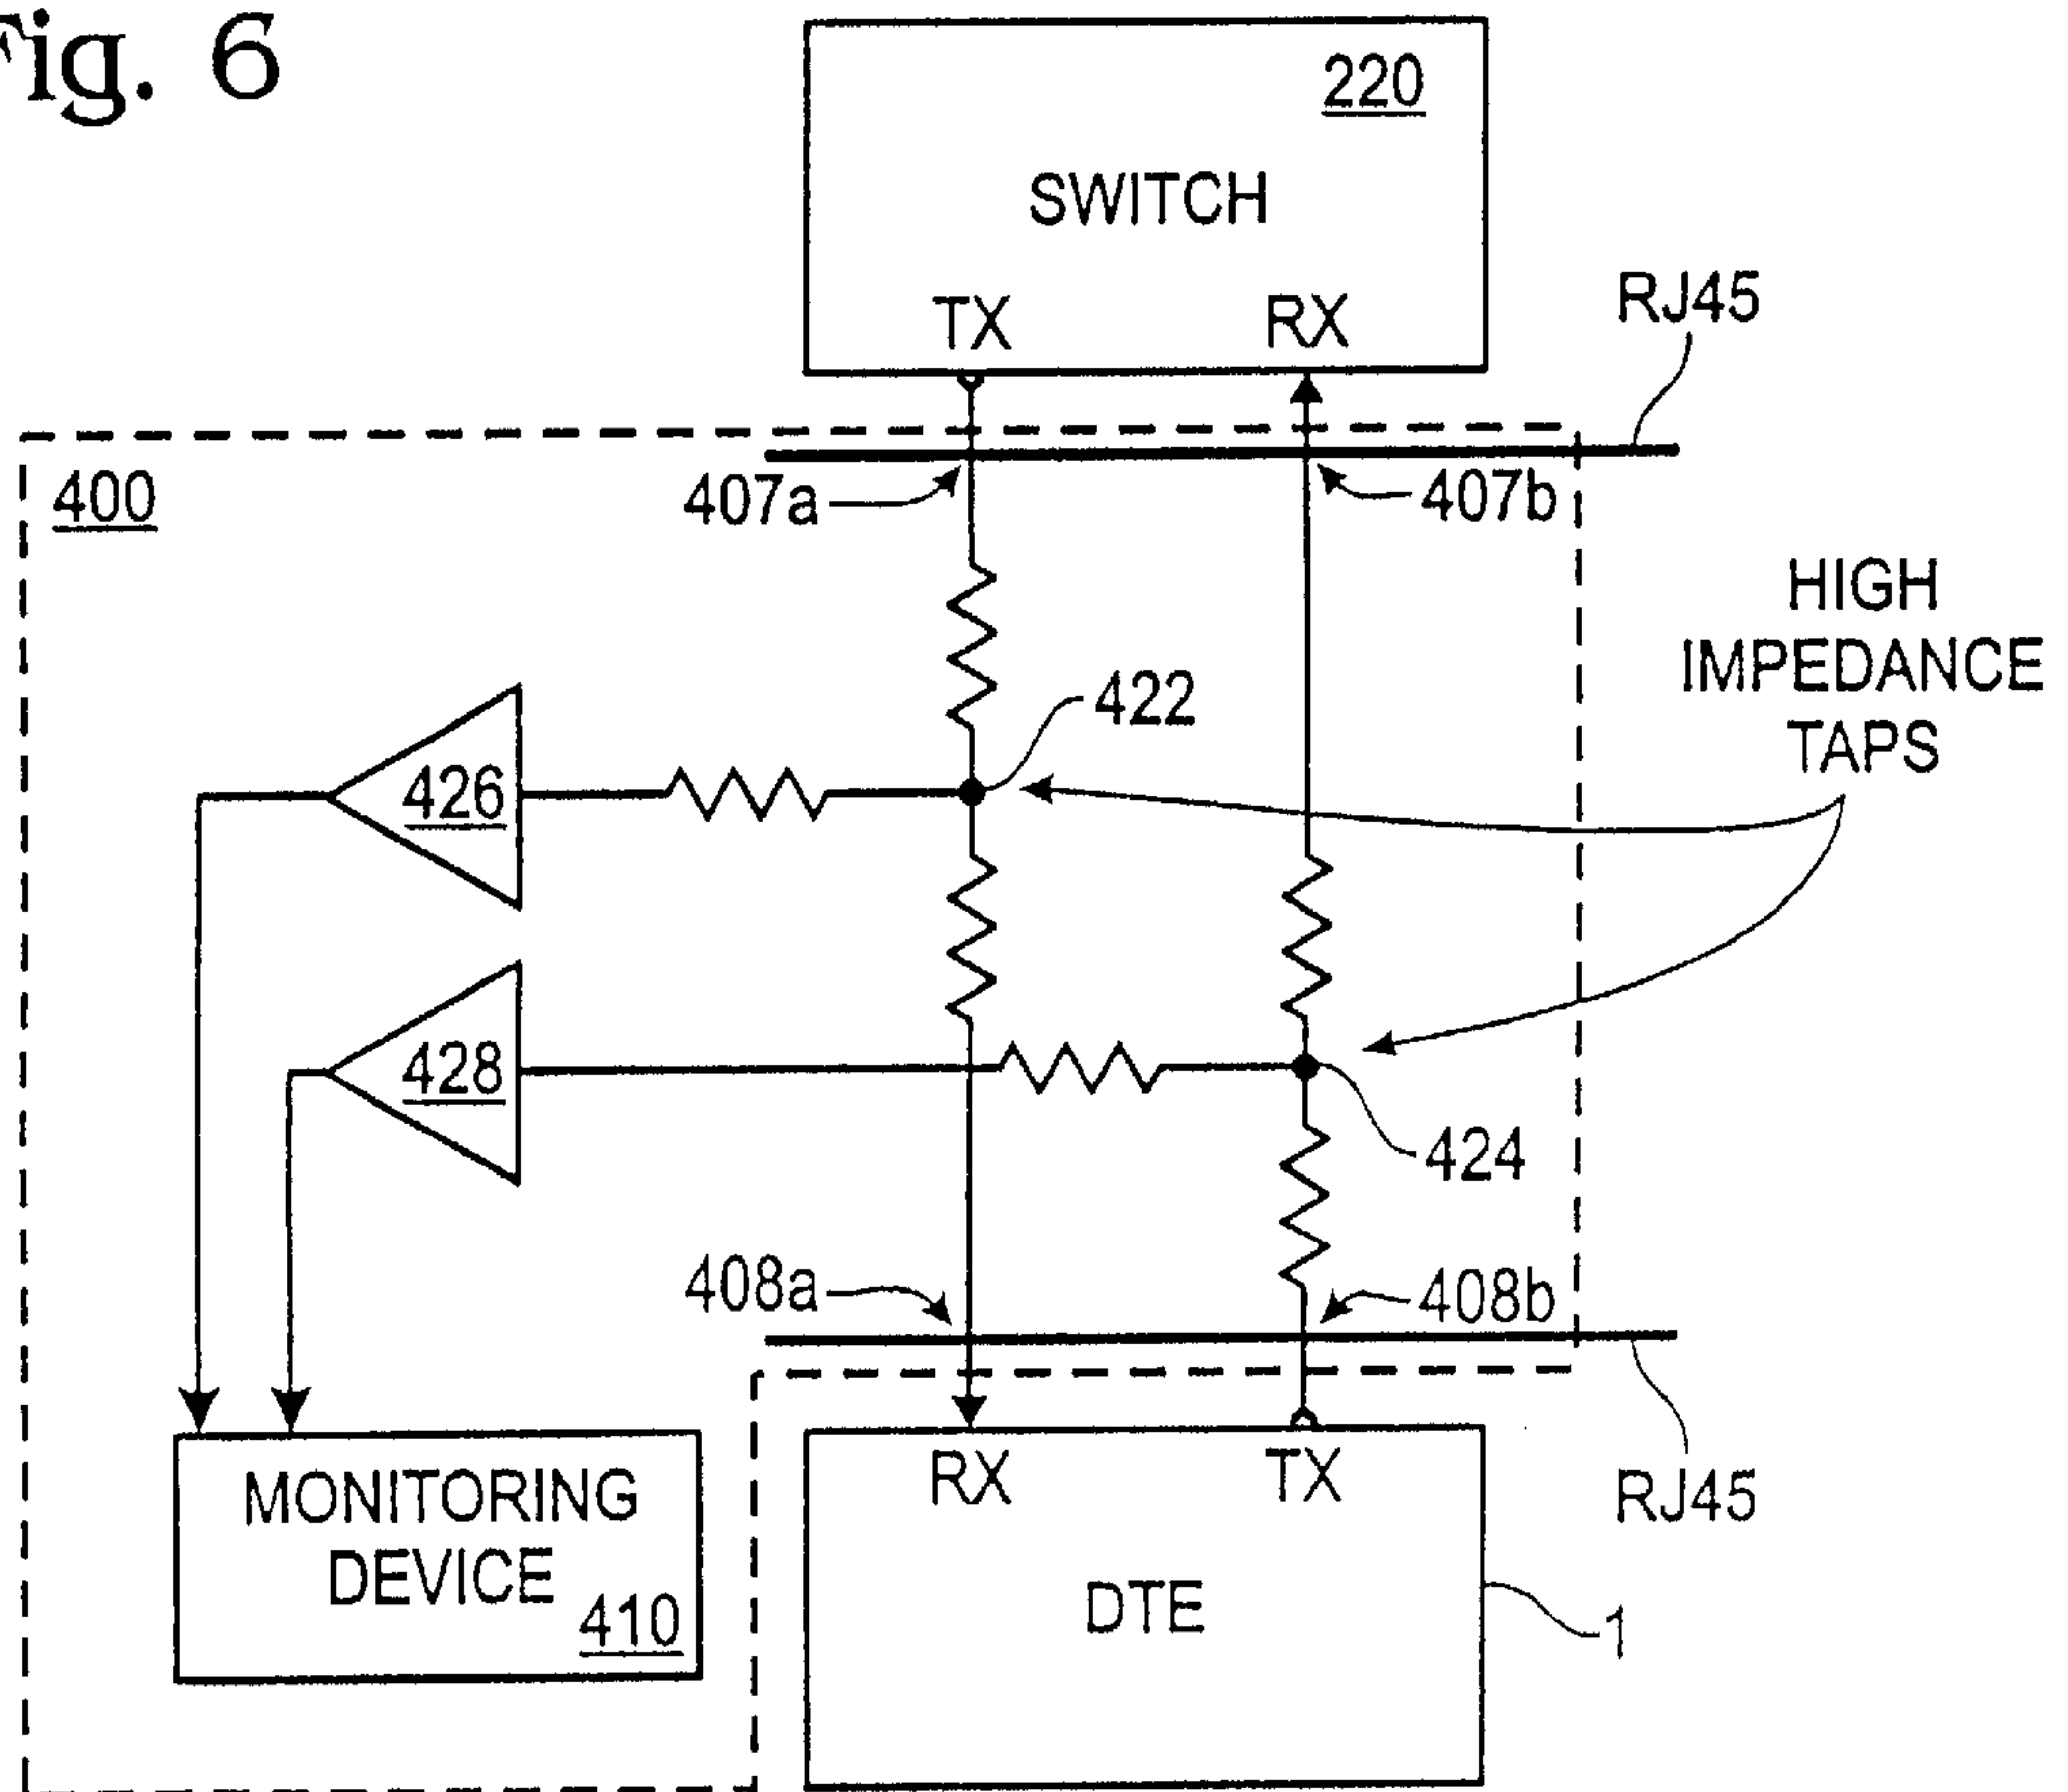 Fig. 6
220
SWITCH
TX
RX
RJ45
400
407a
407b
HIGH
IMPEDANCE
TAPS
422
426
428
424
408a
408b
MONITORING
DEVICE
410
RX
TX
RJ45
DTE
1